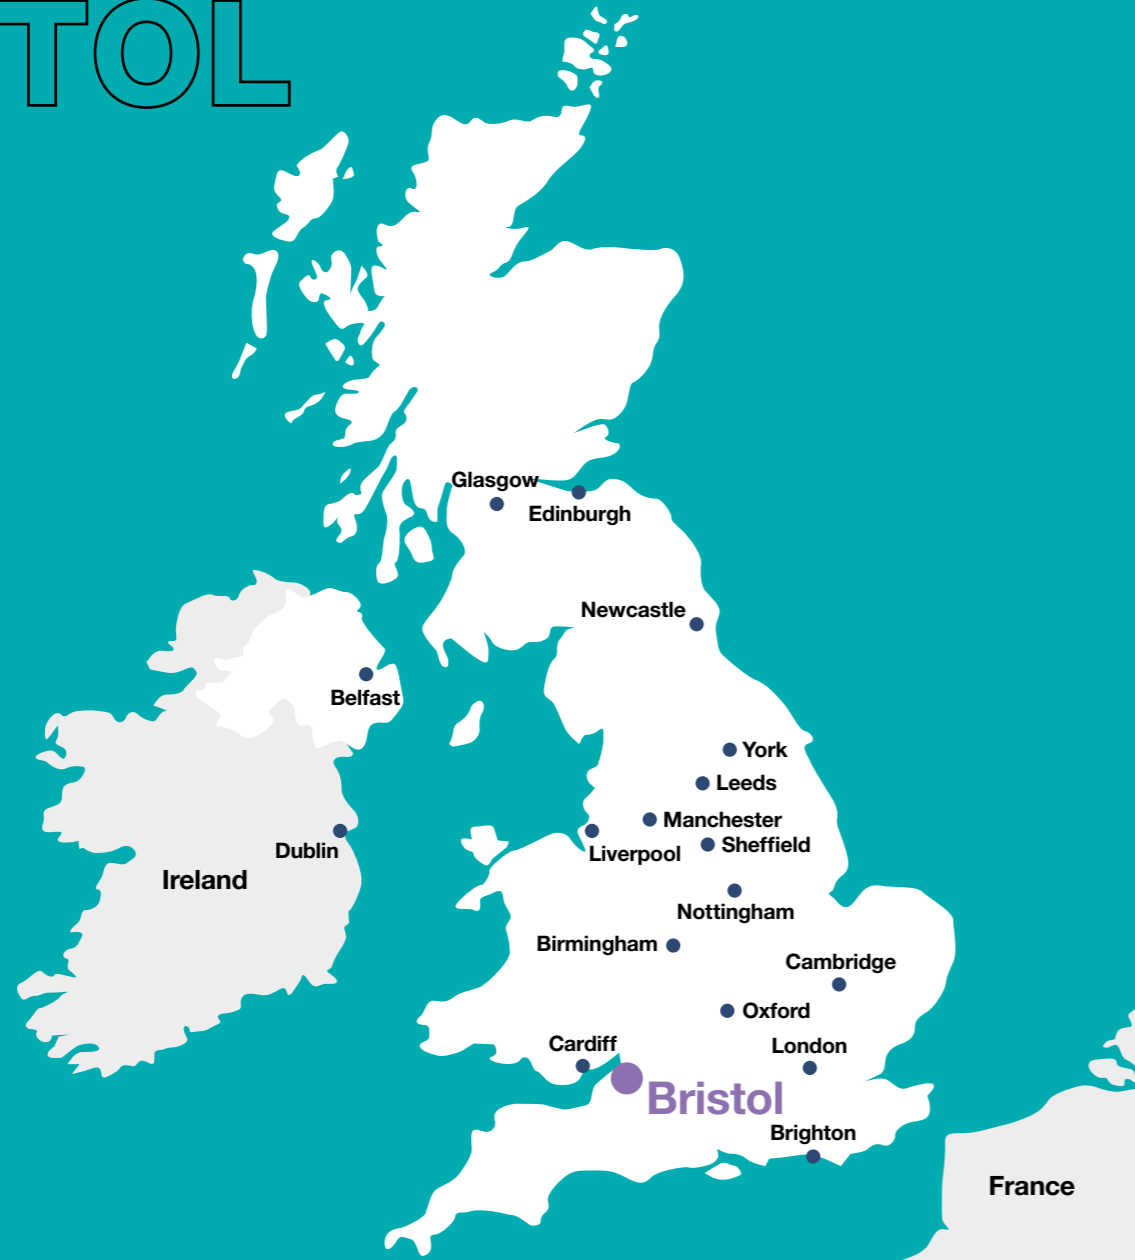 TOL
Glasgow
Edinburgh
Newcastle
Belfast
York
Leeds
Manchester
Sheffield
Liverpool
Dublin
Ireland
Nottingham
Birmingham
Cambridge
Oxford
Cardiff
London
Bristol
Brighton
France